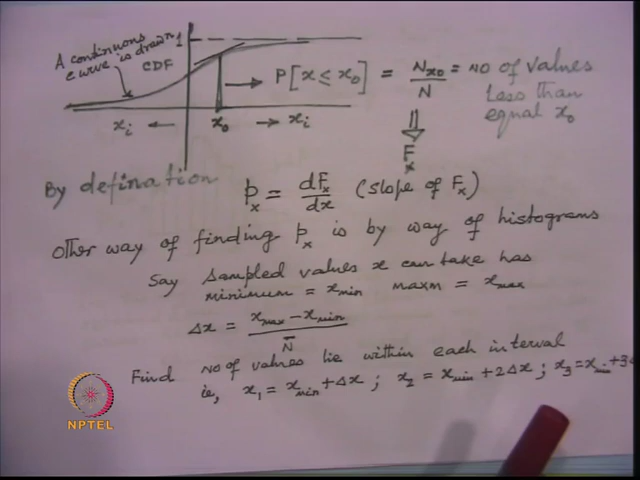 A continuous
curve is drawn
1
CDF
P[x ≤ x₀] = Nx₀/N = no of values
less than
equal x₀
xᵢ ← x₀ → xᵢ
⇓
Fₓ
By defination pₓ = dFₓ/dx (slope of Fₓ)
Other way of finding pₓ is by way of histograms
Say sampled values x can take has
minimum = xmin maxm = xmax
Δx = (xmax − xmin)/N̄
Find no of values lie within each interval
ie, x₁ = xmin + Δx; x₂ = xmin + 2Δx; x₃ = xmin + 3
NPTEL